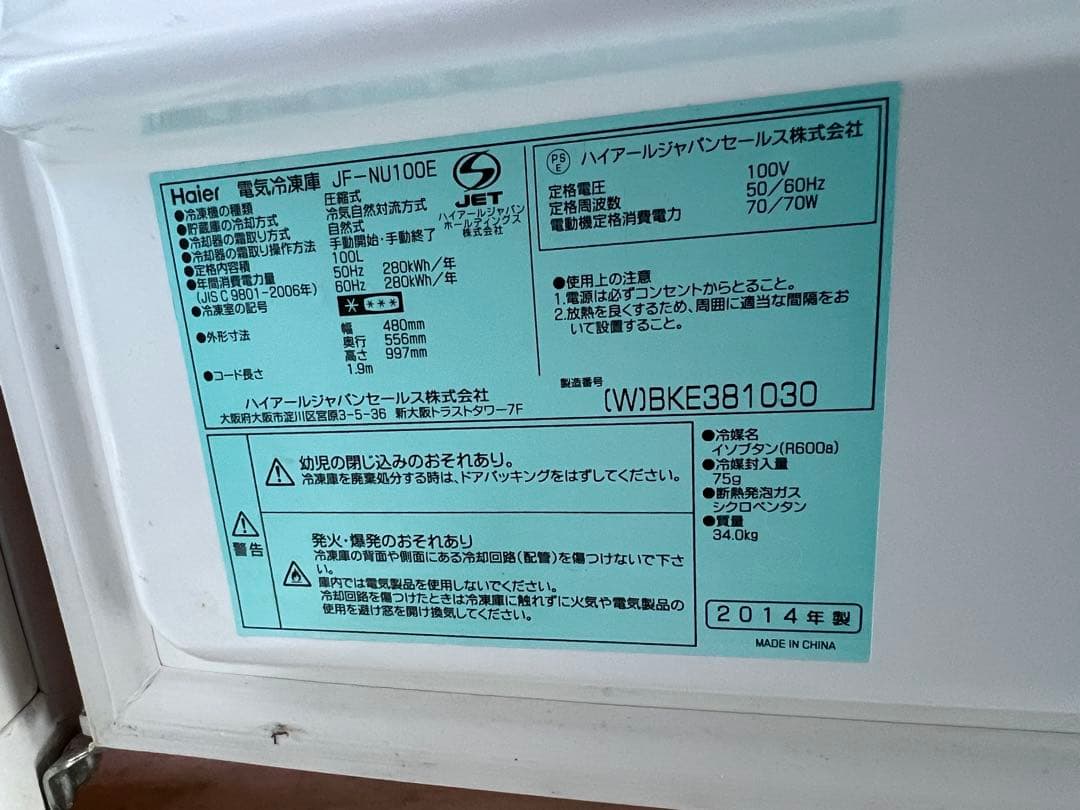 Haier 電気冷凍庫 JF-NU100E
●冷凍機の種類 圧縮式
●貯蔵庫の冷却方式 冷気自然対流方式
●冷却器の霜取り方式 自然式
●冷却器の霜取り操作方法 手動開始・手動終了
●定格内容積 100L
●年間消費電力量 50Hz 280kWh/年
(JIS C 9801-2006年) 60Hz 280kWh/年
●冷凍室の記号 * ***
●外形寸法 幅 480mm
奥行 556mm
高さ 997mm
●コード長さ 1.9m
JET
ハイアールジャパン
ホールディングス
株式会社
ハイアールジャパンセールス株式会社
大阪府大阪市淀川区宮原3-5-36 新大阪トラストタワー7F
PS
E
ハイアールジャパンセールス株式会社
定格電圧 100V
定格周波数 50/60Hz
電動機定格消費電力 70/70W
●使用上の注意
1.電源は必ずコンセントからとること。
2.放熱を良くするため、周囲に適当な間隔をお
いて設置すること。
製造番号 (W)BKE381030
警告
幼児の閉じ込みのおそれあり。
冷凍庫を廃棄処分する時は、ドアパッキングをはずしてください。
発火・爆発のおそれあり
冷凍庫の背面や側面にある冷却回路(配管)を傷つけないで下さ
い。
庫内では電気製品を使用しないでください。
冷却回路を傷つけたときは冷凍庫に触れずに火気や電気製品の
使用を避け窓を開け換気してください。
●冷媒名
イソブタン(R600a)
●冷媒封入量
75g
●断熱発泡ガス
シクロペンタン
●質量
34.0kg
2014年製
MADE IN CHINA